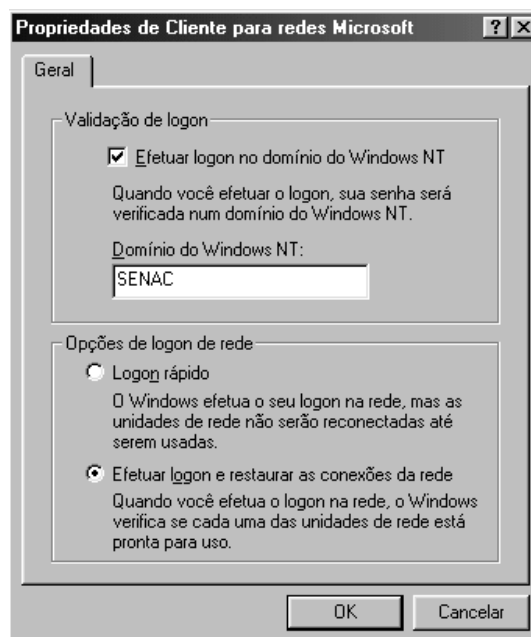 Propriedades de Cliente para redes Microsoft
Geral
Validação de logon
Efetuar logon no domínio do Windows NT
Quando você efetuar o logon, sua senha será
verificada num domínio do Windows NT.
Domínio do Windows NT:
SENAC
Opções de logon de rede
Logon rápido
O Windows efetua o seu logon na rede, mas as
unidades de rede não serão reconectadas até
serem usadas.
Efetuar logon e restaurar as conexões da rede
Quando você efetua o logon na rede, o Windows
verifica se cada uma das unidades de rede está
pronta para uso.
OK
Cancelar